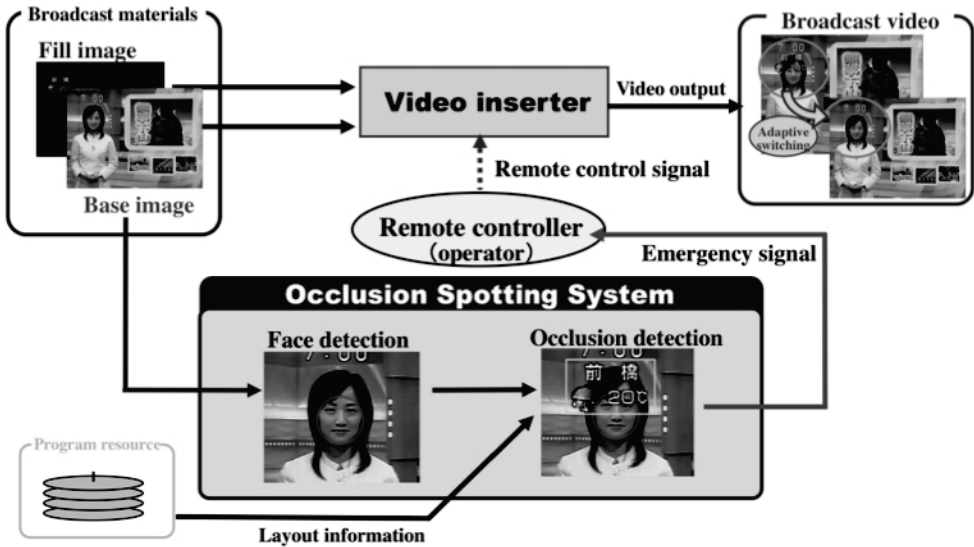 Broadcast materials
Fill image
Base image
Video inserter
Video output
Broadcast video
7:00
Adaptive
switching
Remote control signal
Remote controller
(operator)
Emergency signal
Occlusion Spotting System
Face detection
7:00
Occlusion detection
7:00
前橋
20℃
Program resource
Layout information